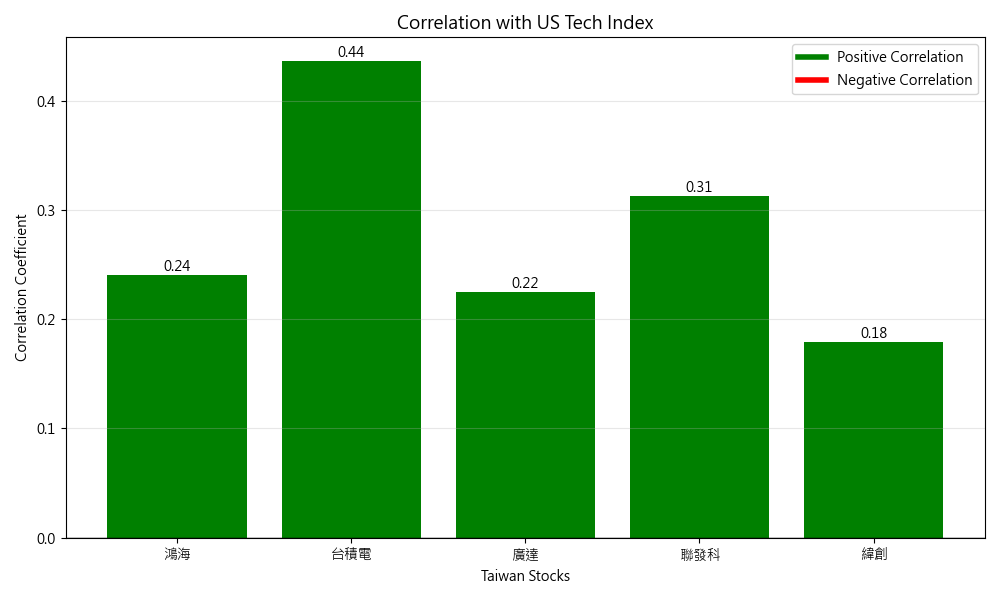 Correlation with US Tech Index
Positive Correlation
Negative Correlation
Correlation Coefficient
0.4
0.3
0.2
0.1
0.0
0.24
0.44
0.22
0.31
0.18
鴻海
台積電
廣達
聯發科
緯創
Taiwan Stocks